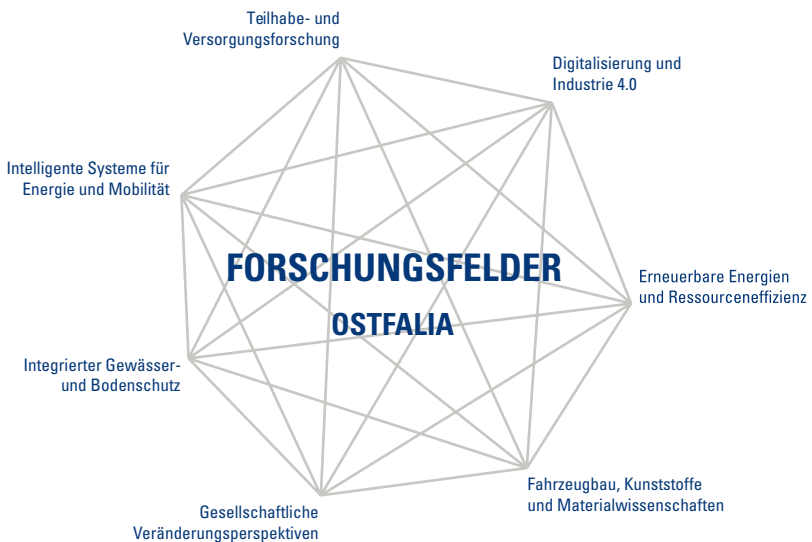 Teilhabe- und
Versorgungsforschung
Digitalisierung und
Industrie 4.0
Intelligente Systeme für
Energie und Mobilität
FORSCHUNGSFELDER
OSTFALIA
Erneuerbare Energien
und Ressourceneffizienz
Integrierter Gewässer-
und Bodenschutz
Fahrzeugbau, Kunststoffe
und Materialwissenschaften
Gesellschaftliche
Veränderungsperspektiven